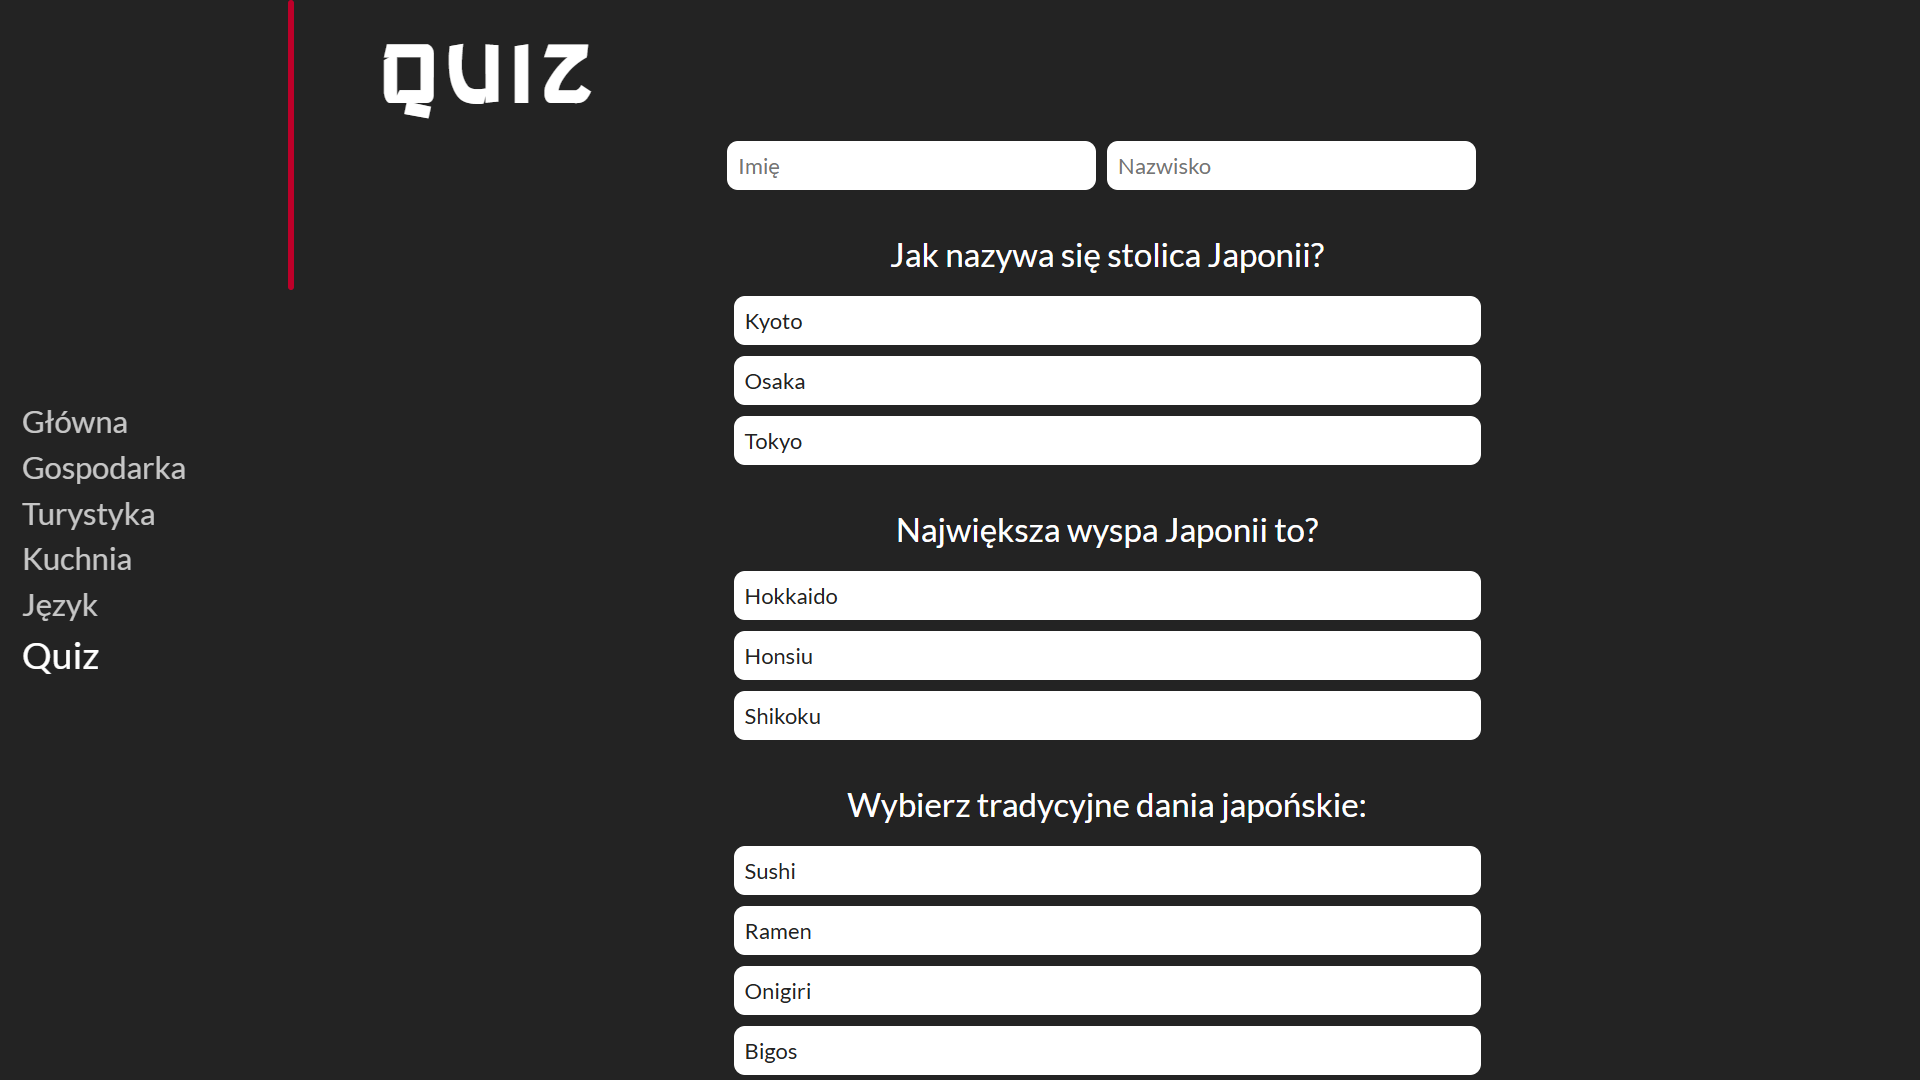 QUIZ
Imię
Nazwisko
Jak nazywa się stolica Japonii?
Kyoto
Osaka
Tokyo
Największa wyspa Japonii to?
Hokkaido
Honsiu
Shikoku
Wybierz tradycyjne dania japońskie:
Sushi
Ramen
Onigiri
Bigos
Główna
Gospodarka
Turystyka
Kuchnia
Język
Quiz